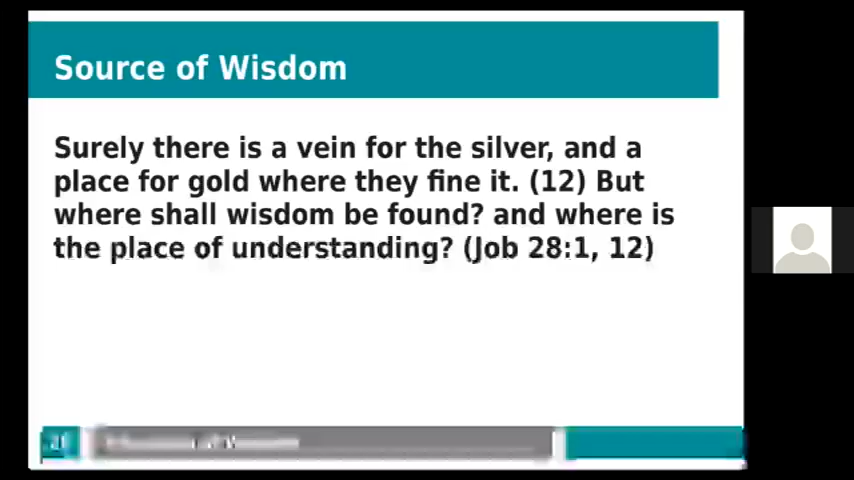 Source of Wisdom
Surely there is a vein for the silver, and a
place for gold where they fine it. (12) But
where shall wisdom be found? and where is
the place of understanding? (Job 28:1, 12)